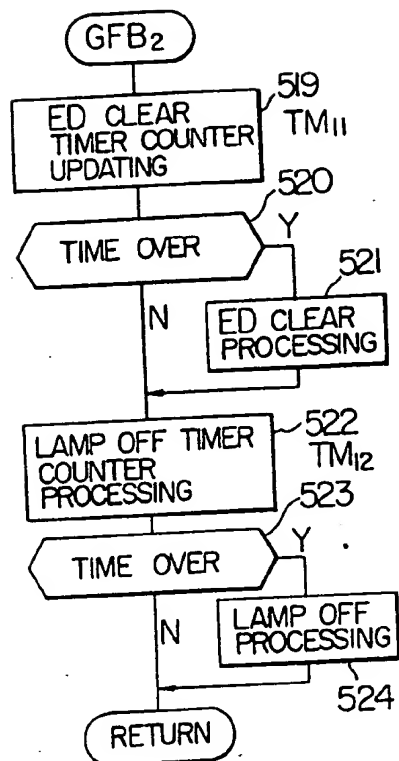 GFB2
ED CLEAR
TIMER COUNTER
UPDATING
519
TM11
520
TIME OVER
Y
N
521
ED CLEAR
PROCESSING
LAMP OFF TIMER
COUNTER
PROCESSING
522
TM12
523
TIME OVER
Y
N
LAMP OFF
PROCESSING
524
RETURN